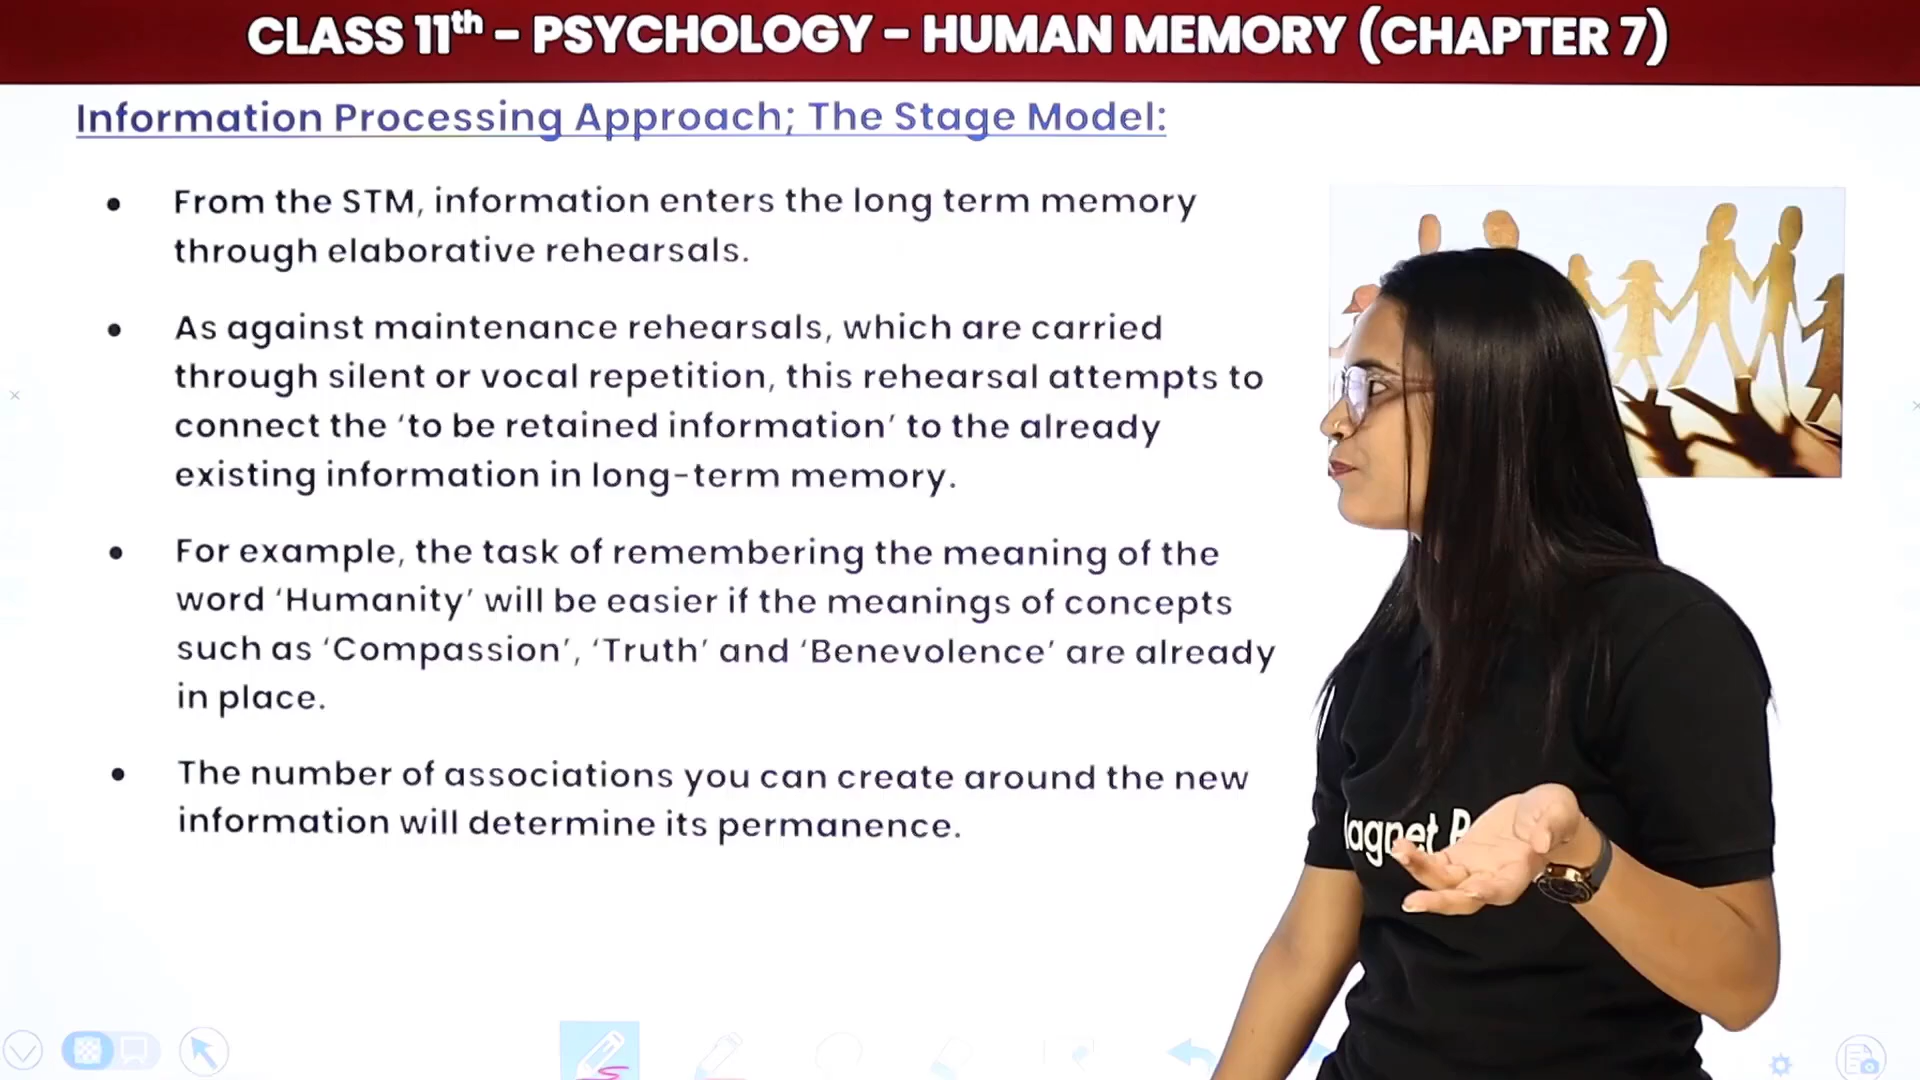 CLASS 11th – PSYCHOLOGY – HUMAN MEMORY (CHAPTER 7)
Information Processing Approach; The Stage Model:
• From the STM, information enters the long term memory
through elaborative rehearsals.
• As against maintenance rehearsals, which are carried
through silent or vocal repetition, this rehearsal attempts to
connect the ‘to be retained information’ to the already
existing information in long-term memory.
• For example, the task of remembering the meaning of the
word ‘Humanity’ will be easier if the meanings of concepts
such as ‘Compassion’, ‘Truth’ and ‘Benevolence’ are already
in place.
• The number of associations you can create around the new
information will determine its permanence.